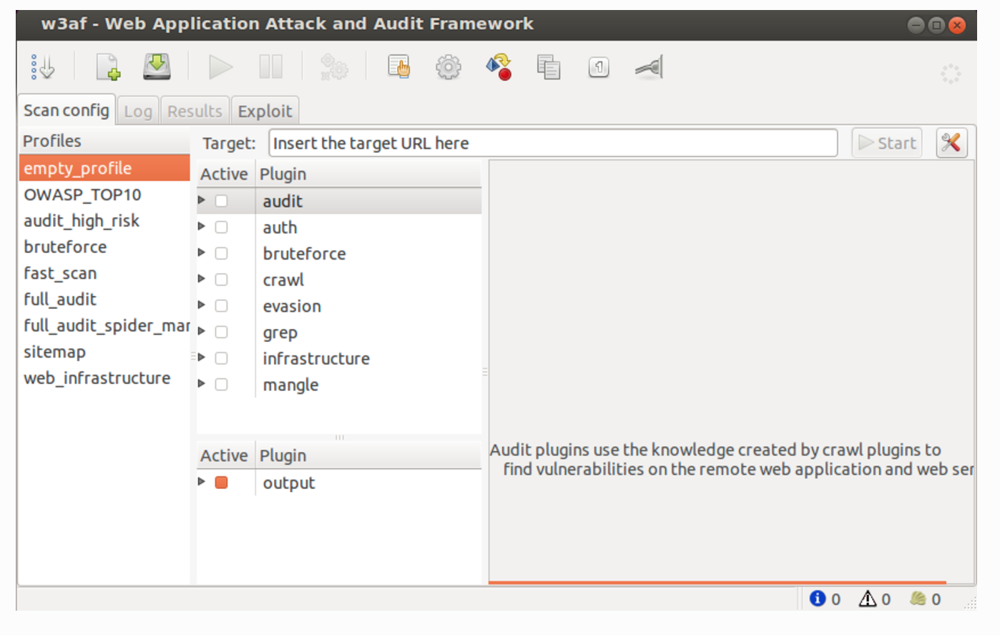 w3af - Web Application Attack and Audit Framework
1
Scan config Log Results Exploit
Profiles
empty_profile
OWASP_TOP10
audit_high_risk
bruteforce
fast_scan
full_audit
full_audit_spider_mar
sitemap
web_infrastructure
Target: Insert the target URL here Start
Active Plugin
audit
auth
bruteforce
crawl
evasion
grep
infrastructure
mangle
Active Plugin
output
Audit plugins use the knowledge created by crawl plugins to
find vulnerabilities on the remote web application and web ser
0 0 0